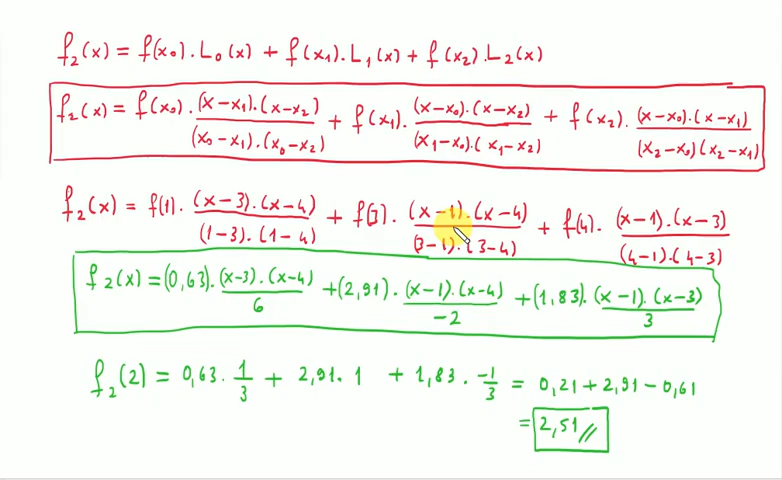 f₂(x) = f(x₀).L₀(x) + f(x₁).L₁(x) + f(x₂).L₂(x)
f₂(x) = f(x₀).(x-x₁).(x-x₂)/(x₀-x₁).(x₀-x₂) + f(x₁).(x-x₀).(x-x₂)/(x₁-x₀).(x₁-x₂) + f(x₂).(x-x₀).(x-x₁)/(x₂-x₀)(x₂-x₁)
f₂(x) = f(1).(x-3).(x-4)/(1-3).(1-4) + f(3).(x-1).(x-4)/(3-1).(3-4) + f(4).(x-1).(x-3)/(4-1).(4-3)
f₂(x) = (0,63).(x-3).(x-4)/6 + (2,91).(x-1).(x-4)/-2 + (1,83).(x-1).(x-3)/3
f₂(2) = 0,63.1/3 + 2,91.1 + 1,83.-1/3 = 0,21 + 2,91 - 0,61
= 2,51 //